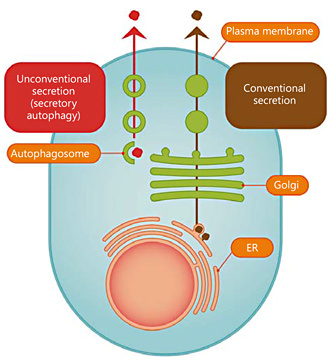 Plasma membrane
Unconventional
secretion
(secretory
autophagy)
Conventional
secretion
Autophagosome
Golgi
ER